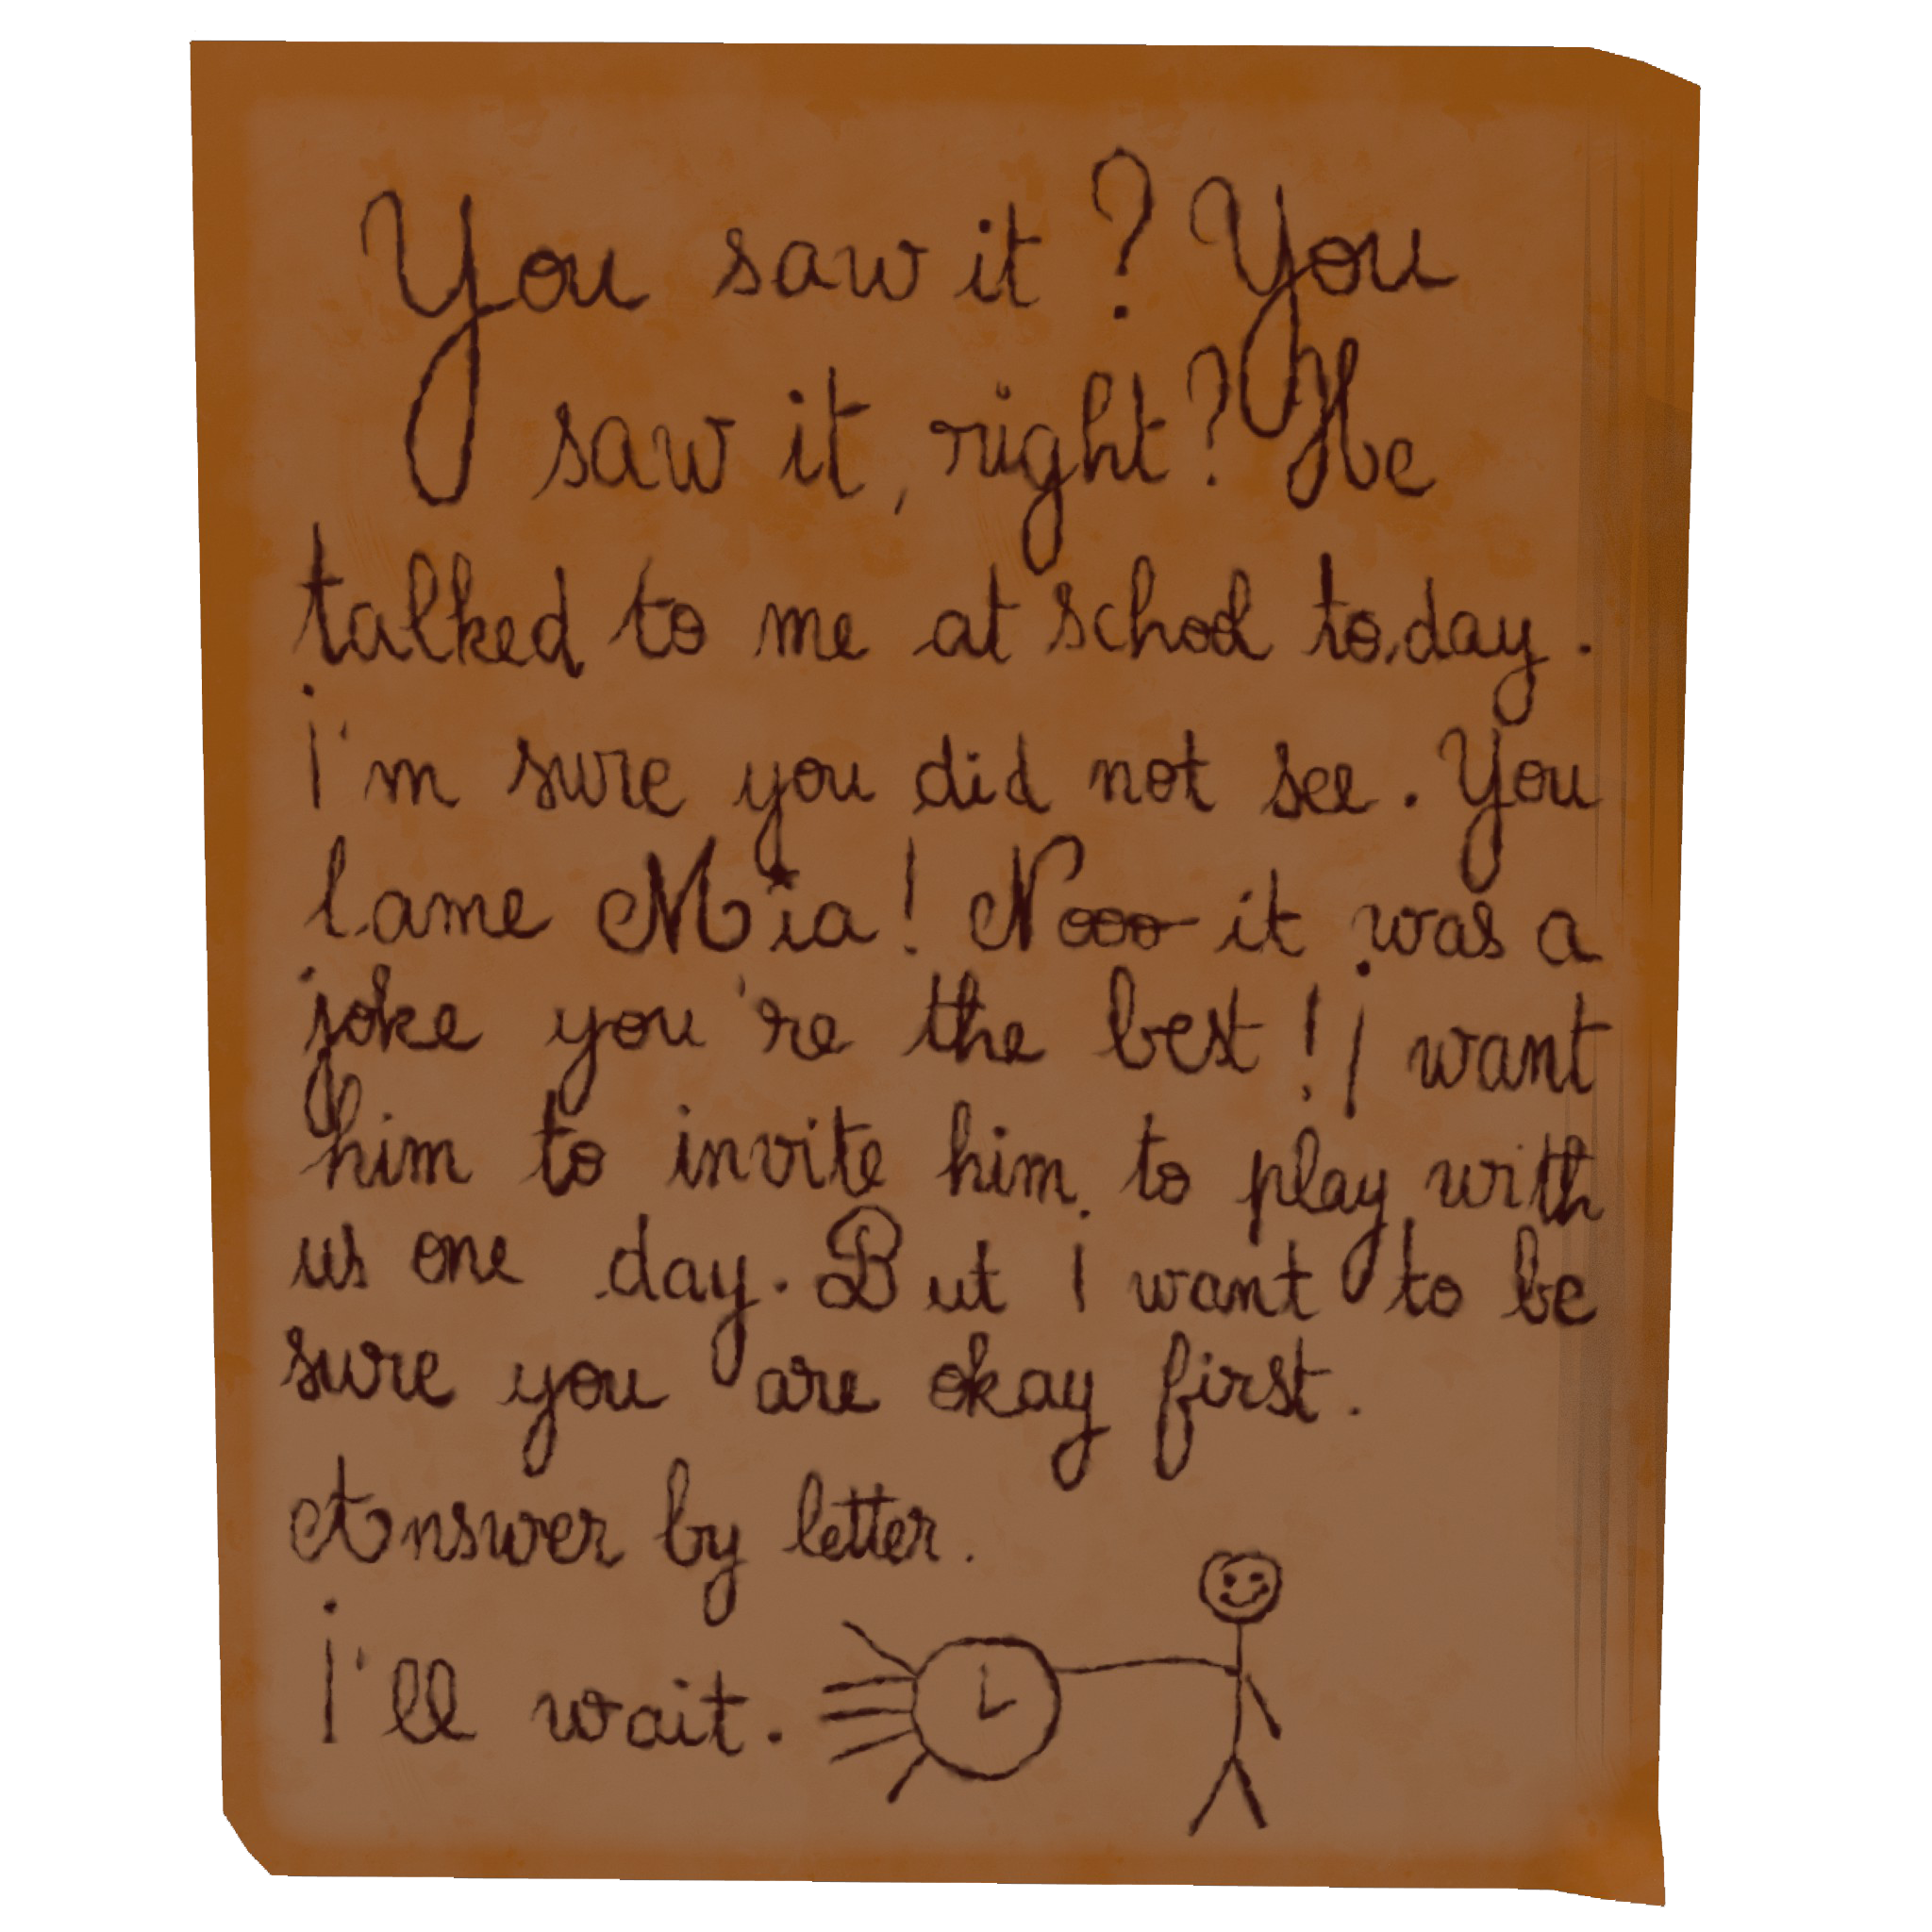 You saw it? You
saw it, right? He
talked to me at school today.
i'm sure you did not see. You
lame Mia! Nooo it was a
joke you're the best! i want
him to invite him to play with
us one day. But I want to be
sure you are okay first.
Answer by letter.
i'll wait.